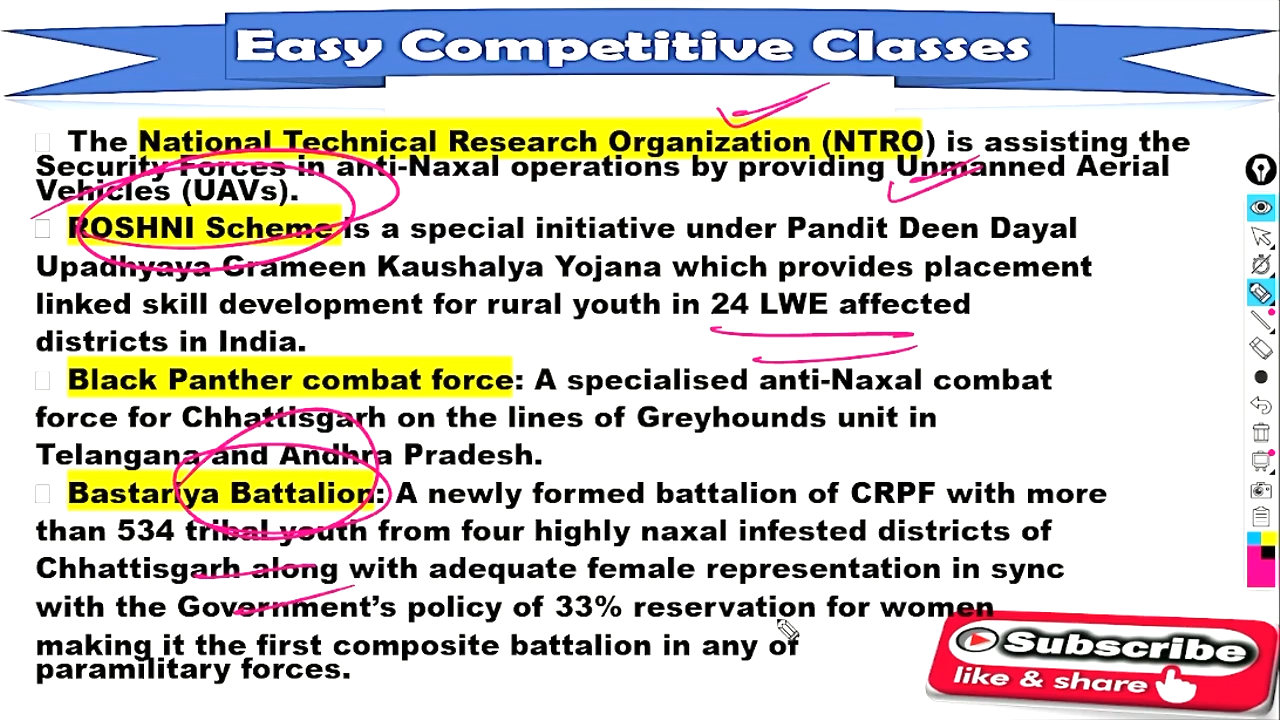 Easy Competitive Classes
The National Technical Research Organization (NTRO) is assisting the
Security Forces in anti-Naxal operations by providing Unmanned Aerial
Vehicles (UAVs).
ROSHNI Scheme is a special initiative under Pandit Deen Dayal
Upadhyaya Grameen Kaushalya Yojana which provides placement
linked skill development for rural youth in 24 LWE affected
districts in India.
Black Panther combat force: A specialised anti-Naxal combat
force for Chhattisgarh on the lines of Greyhounds unit in
Telangana and Andhra Pradesh.
Bastariya Battalion: A newly formed battalion of CRPF with more
than 534 tribal youth from four highly naxal infested districts of
Chhattisgarh along with adequate female representation in sync
with the Government’s policy of 33% reservation for women
making it the first composite battalion in any of
paramilitary forces.
Subscribe
like & share